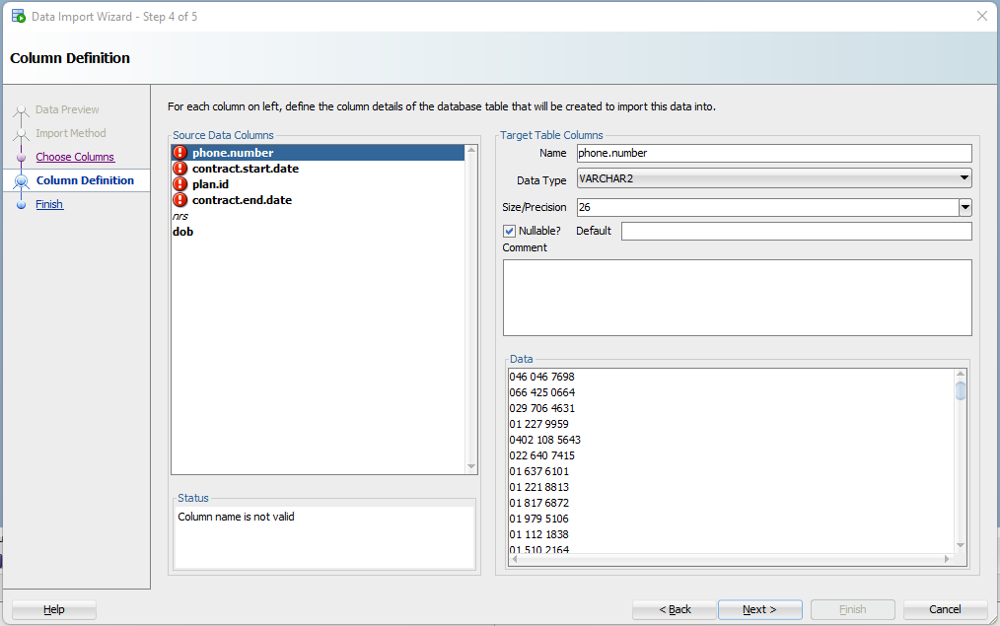 Data Import Wizard - Step 4 of 5
Column Definition
Data Preview
Import Method
Choose Columns
Column Definition
Finish
For each column on left, define the column details of the database table that will be created to import this data into.
Source Data Columns
phone.number
contract.start.date
plan.id
contract.end.date
nrs
dob
Status
Column name is not valid
Target Table Columns
Name phone.number
Data Type VARCHAR2
Size/Precision 26
Nullable? Default
Comment
Data
046 046 7698
066 425 0664
029 706 4631
01 227 9959
0402 108 5643
022 640 7415
01 637 6101
01 221 8813
01 817 6872
01 979 5106
01 112 1838
01 510 2164
Help
< Back
Next >
Finish
Cancel